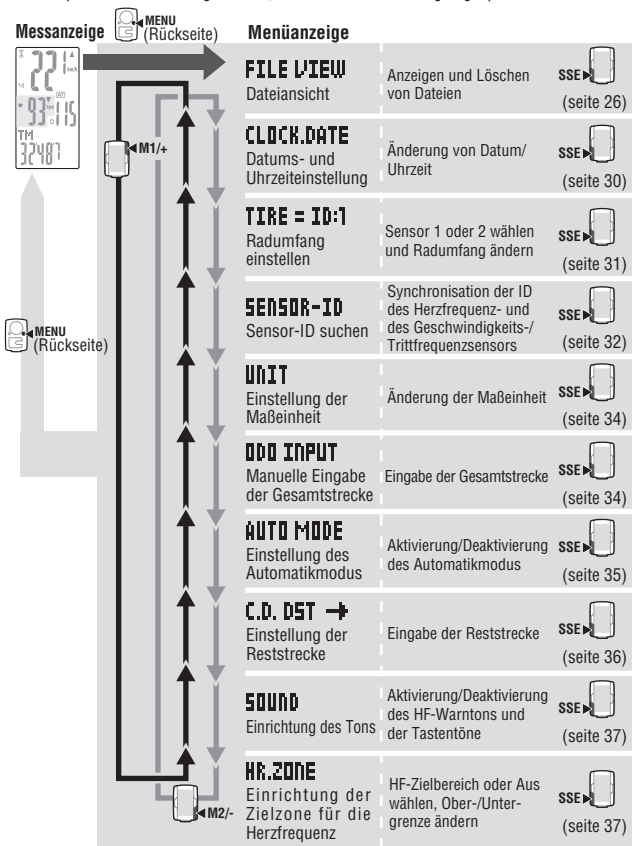 MENU
(Rückseite)
Messanzeige
Menüanzeige
22
km/h
AT
93
115
TM
32487
M1/+
MENU
(Rückseite)
M2/-
FILE VIEW
Dateiansicht
Anzeigen und Löschen
von Dateien
SSE
(seite 26)
CLOCK.DATE
Datums- und
Uhrzeiteinstellung
Änderung von Datum/
Uhrzeit
SSE
(seite 30)
TIRE = ID:1
Radumfang
einstellen
Sensor 1 oder 2 wählen
und Radumfang ändern
SSE
(seite 31)
SENSOR-ID
Sensor-ID suchen
Synchronisation der ID
des Herzfrequenz- und
des Geschwindigkeits-/
Trittfrequenzsensors
SSE
(seite 32)
UNIT
Einstellung der
Maßeinheit
Änderung der Maßeinheit
SSE
(seite 34)
ODO INPUT
Manuelle Eingabe
der Gesamtstrecke
Eingabe der Gesamtstrecke
SSE
(seite 34)
AUTO MODE
Einstellung des
Automatikmodus
Aktivierung/Deaktivierung
des Automatikmodus
SSE
(seite 35)
C.D. DST →
Einstellung der
Reststrecke
Eingabe der Reststrecke
SSE
(seite 36)
SOUND
Einrichtung des Tons
Aktivierung/Deaktivierung
des HF-Warntons und
der Tastentöne
SSE
(seite 37)
HR.ZONE
Einrichtung der
Zielzone für die
Herzfrequenz
HF-Zielbereich oder Aus
wählen, Ober-/Unter-
grenze ändern
SSE
(seite 37)